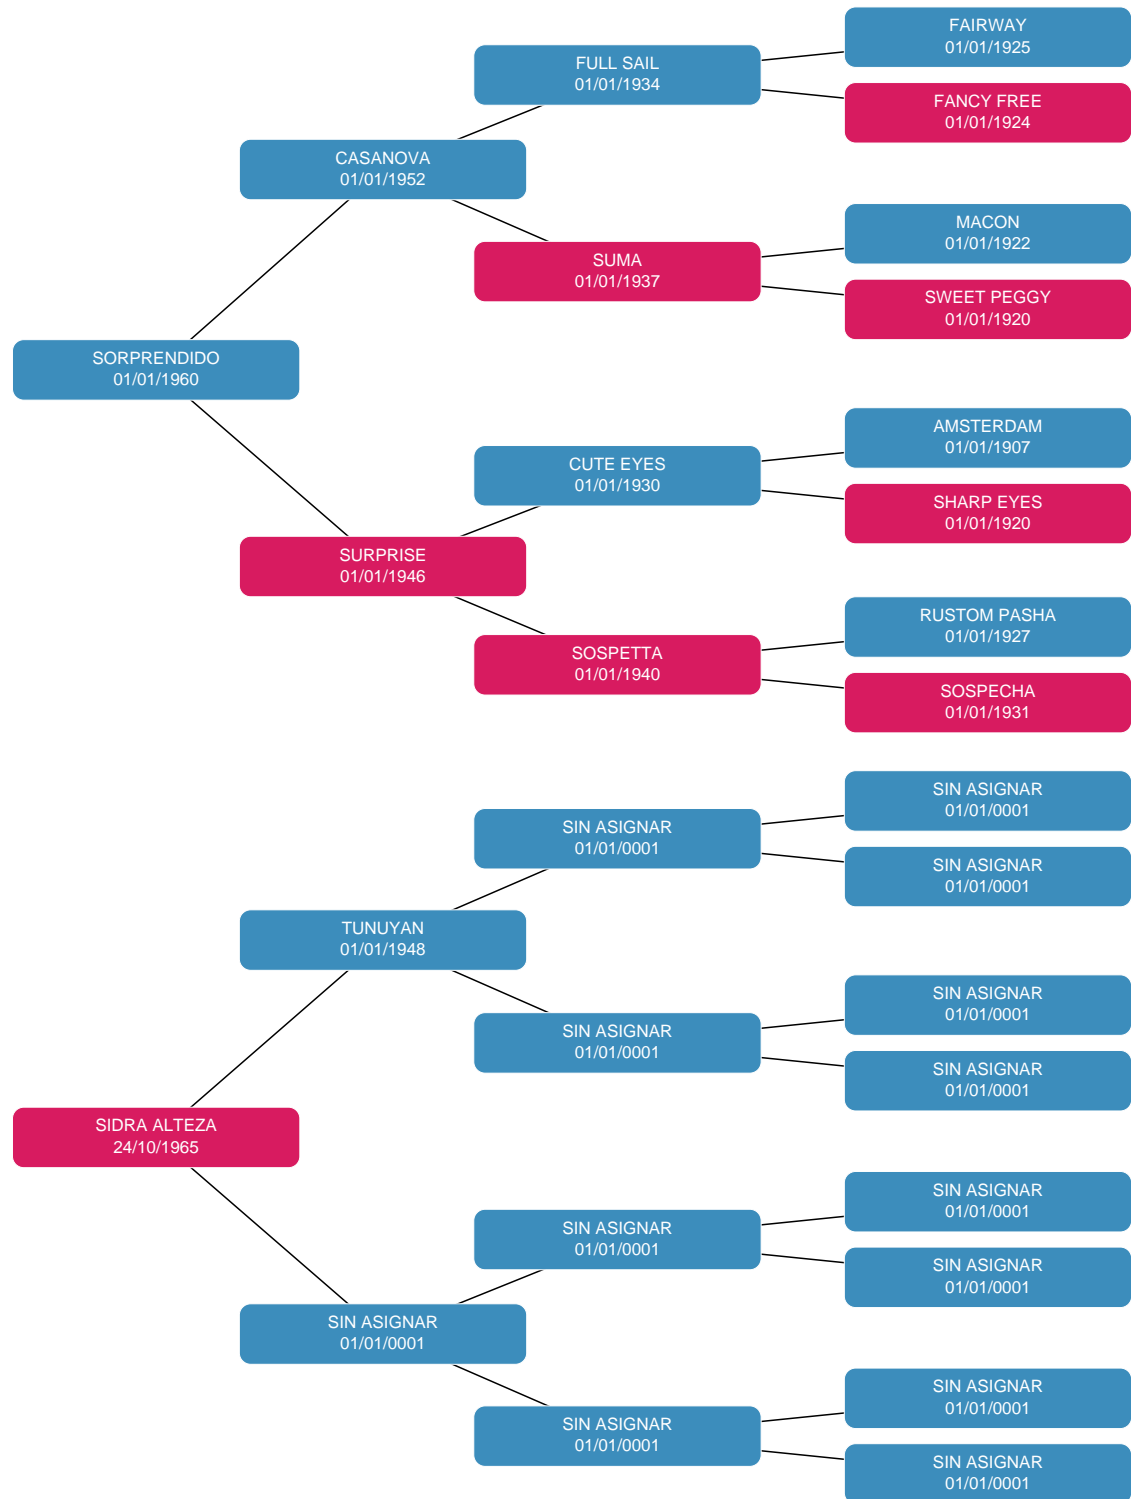 FAIRWAY
01/01/1925
FULL SAIL
01/01/1934
FANCY FREE
01/01/1924
CASANOVA
01/01/1952
MACON
01/01/1922
SUMA
01/01/1937
SWEET PEGGY
01/01/1920
SORPRENDIDO
01/01/1960
AMSTERDAM
01/01/1907
CUTE EYES
01/01/1930
SHARP EYES
01/01/1920
SURPRISE
01/01/1946
RUSTOM PASHA
01/01/1927
SOSPETTA
01/01/1940
SOSPECHA
01/01/1931
SIN ASIGNAR
01/01/0001
SIN ASIGNAR
01/01/0001
SIN ASIGNAR
01/01/0001
TUNUYAN
01/01/1948
SIN ASIGNAR
01/01/0001
SIN ASIGNAR
01/01/0001
SIN ASIGNAR
01/01/0001
SIDRA ALTEZA
24/10/1965
SIN ASIGNAR
01/01/0001
SIN ASIGNAR
01/01/0001
SIN ASIGNAR
01/01/0001
SIN ASIGNAR
01/01/0001
SIN ASIGNAR
01/01/0001
SIN ASIGNAR
01/01/0001
SIN ASIGNAR
01/01/0001